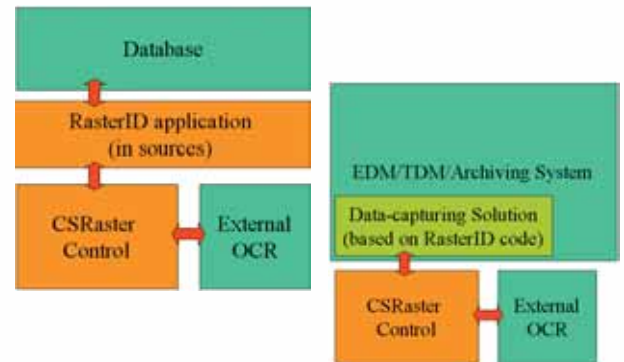 Database
RasterID application
(in sources)
CSRaster
Control
External
OCR
EDM/TDM/Archiving System
Data-capturing Solution
(based on RasterID code)
CSRaster
Control
External
OCR